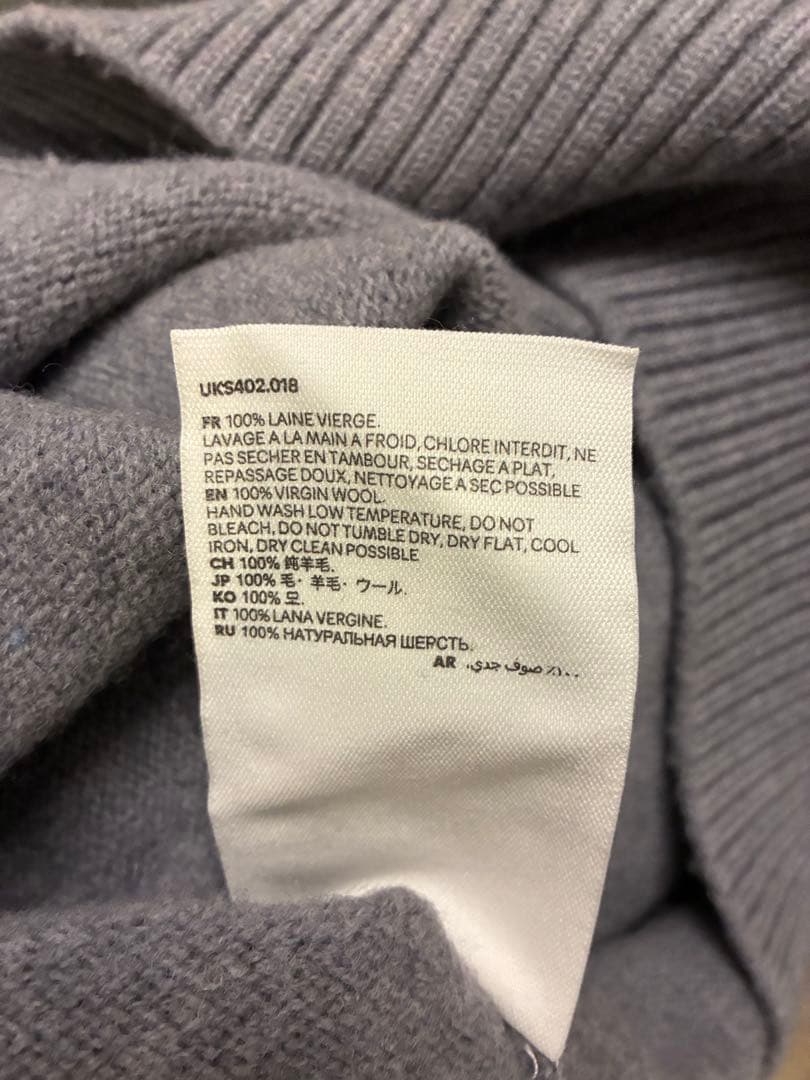 UKS402.018
FR 100% LAINE VIERGE.
LAVAGE A LA MAIN A FROID, CHLORE INTERDIT, NE
PAS SECHER EN TAMBOUR, SECHAGE A PLAT,
REPASSAGE DOUX, NETTOYAGE A SEC POSSIBLE
EN 100% VIRGIN WOOL.
HAND WASH LOW TEMPERATURE, DO NOT
BLEACH, DO NOT TUMBLE DRY, DRY FLAT, COOL
IRON, DRY CLEAN POSSIBLE
CH 100% 纯羊毛.
JP 100% 毛・羊毛・ウール.
KO 100% 모.
IT 100% LANA VERGINE.
RU 100% НАТУРАЛЬНАЯ ШЕРСТЬ.
AR ١٠٠٪ صوف جدي.